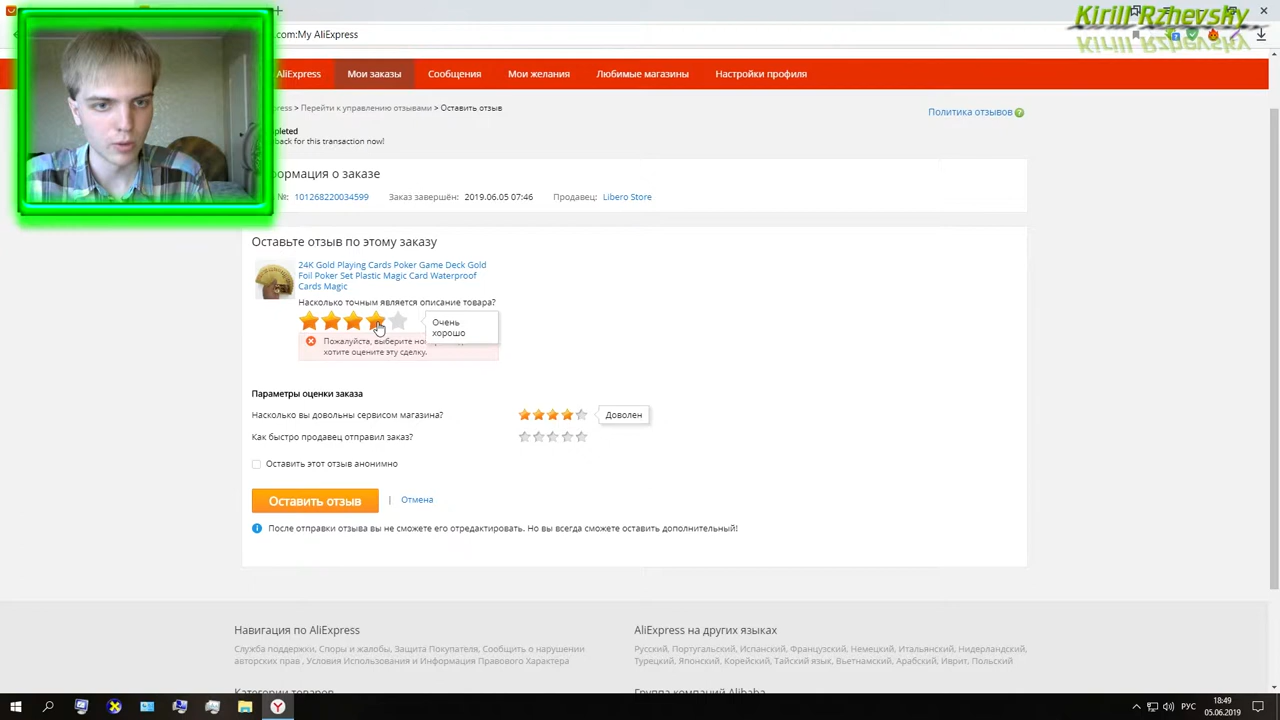 Kirill Rzhevsky
.com:My AliExpress
AliExpress Мои заказы Сообщения Мои желания Любимые магазины Настройки профиля
> Перейти к управлению отзывами > Оставить отзыв
Политика отзывов
back for this transaction now!
о заказе
№: 101268220034599 Заказ завершён: 2019.06.05 07:46 Продавец: Libero Store
Оставьте отзыв по этому заказу
24K Gold Playing Cards Poker Game Deck Gold
Foil Poker Set Plastic Magic Card Waterproof
Cards Magic
Насколько точным является описание товара?
Очень
хорошо
Пожалуйста, выберите
хотите оцените эту сделку.
Параметры оценки заказа
Насколько вы довольны сервисом магазина?
Доволен
Как быстро продавец отправил заказ?
Оставить этот отзыв анонимно
Оставить отзыв | Отмена
После отправки отзыва вы не сможете его отредактировать. Но вы всегда сможете оставить дополнительный!
Навигация по AliExpress
Служба поддержки, Споры и жалобы, Защита Покупателя, Сообщить о нарушении
авторских прав , Условия Использования и Информация Правового Характера
AliExpress на других языках
Русский, Португальский, Испанский, Французский, Немецкий, Итальянский, Нидерландский,
Турецкий, Японский, Корейский, Тайский язык, Вьетнамский, Арабский, Иврит, Польский
Категории товаров
Группа компаний Alibaba
РУС
18:49
05.06.2019